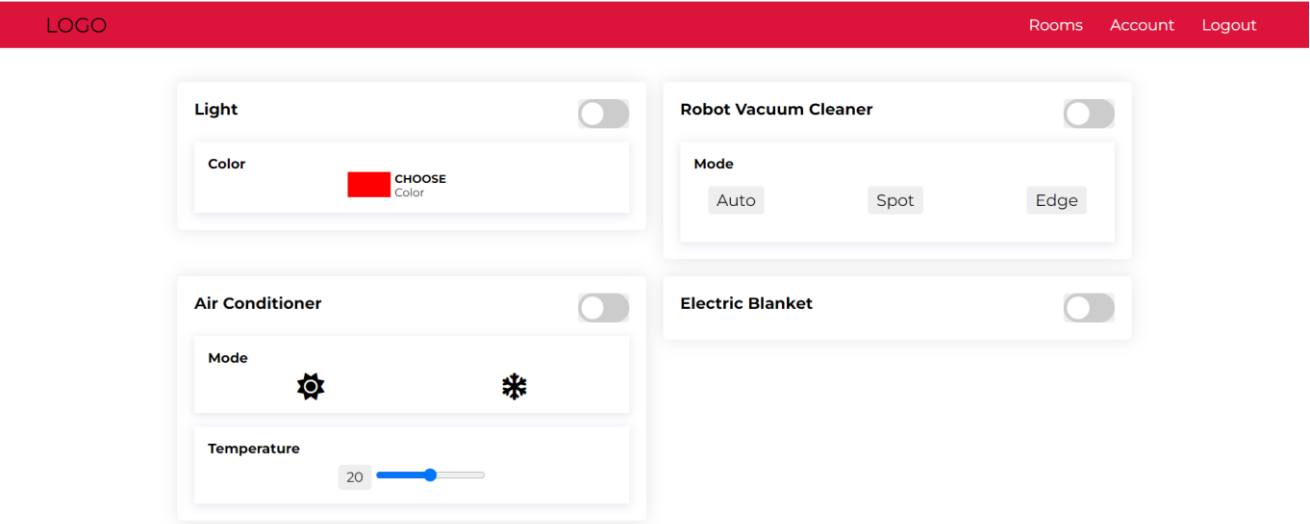 LOGO
Rooms Account Logout
Light
Color
CHOOSE
Color
Robot Vacuum Cleaner
Mode
Auto Spot Edge
Air Conditioner
Mode
Temperature
20
Electric Blanket